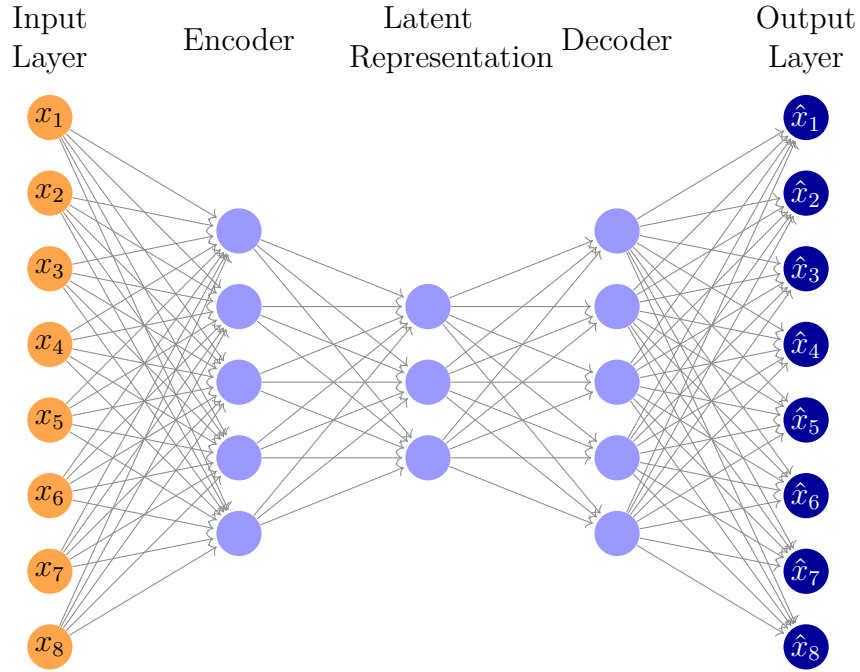 Input
Layer
Encoder
Latent
Representation
Decoder
Output
Layer
x₁
x₂
x₃
x₄
x₅
x₆
x₇
x₈
x̂₁
x̂₂
x̂₃
x̂₄
x̂₅
x̂₆
x̂₇
x̂₈